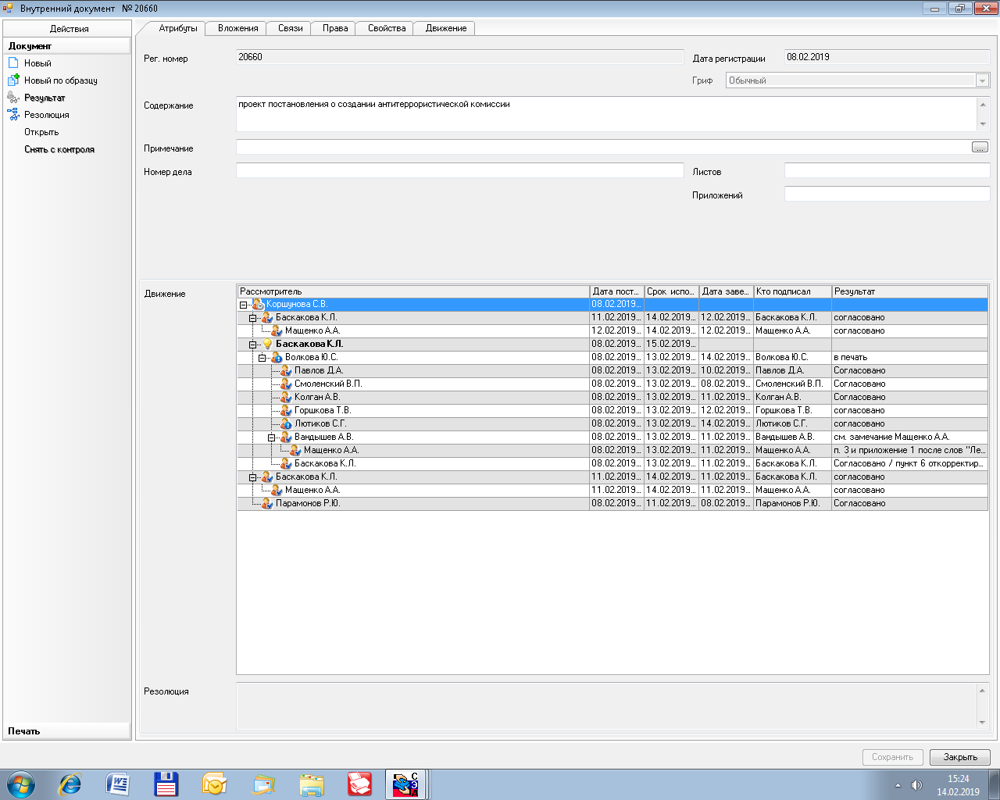 Внутренний документ № 20660
Действия
Документ
Новый
Новый по образцу
Результат
Резолюция
Открыть
Снять с контроля
Печать
Атрибуты Вложения Связи Права Свойства Движение
Рег. номер 20660 Дата регистрации 08.02.2019
Гриф Обычный
Содержание проект постановления о создании антитеррористической комиссии
Примечание ...
Номер дела Листов
Приложений
Движение
Рассмотритель Дата пост... Срок испо... Дата заве... Кто подписал Результат
Коршунова С.В. 08.02.2019...
Баскакова К.Л. 11.02.2019... 14.02.2019... 12.02.2019... Баскакова К.Л. согласовано
Мащенко А.А. 12.02.2019... 14.02.2019... 12.02.2019... Мащенко А.А. согласовано
Баскакова К.Л. 08.02.2019... 15.02.2019...
Волкова Ю.С. 08.02.2019... 13.02.2019... 14.02.2019... Волкова Ю.С. в печать
Павлов Д.А. 08.02.2019... 13.02.2019... 10.02.2019... Павлов Д.А. Согласовано
Смоленский В.П. 08.02.2019... 13.02.2019... 08.02.2019... Смоленский В.П. Согласовано
Колган А.В. 08.02.2019... 13.02.2019... 11.02.2019... Колган А.В. Согласовано
Горшкова Т.В. 08.02.2019... 13.02.2019... 12.02.2019... Горшкова Т.В. согласовано
Лютиков С.Г. 08.02.2019... 13.02.2019... 14.02.2019... Лютиков С.Г. согласовано
Вандышев А.В. 08.02.2019... 13.02.2019... 11.02.2019... Вандышев А.В. см. замечание Мащенко А.А.
Мащенко А.А. 08.02.2019... 13.02.2019... 11.02.2019... Мащенко А.А. п. 3 и приложение 1 после слов "Ле...
Баскакова К.Л. 08.02.2019... 13.02.2019... 11.02.2019... Баскакова К.Л. Согласовано / пункт 6 откорректир...
Баскакова К.Л. 11.02.2019... 14.02.2019... 11.02.2019... Баскакова К.Л. согласовано
Мащенко А.А. 11.02.2019... 14.02.2019... 11.02.2019... Мащенко А.А. согласовано
Парамонов Р.Ю. 08.02.2019... 11.02.2019... 08.02.2019... Парамонов Р.Ю. Согласовано
Резолюция
Сохранить Закрыть
СЭД
15:24
14.02.2019